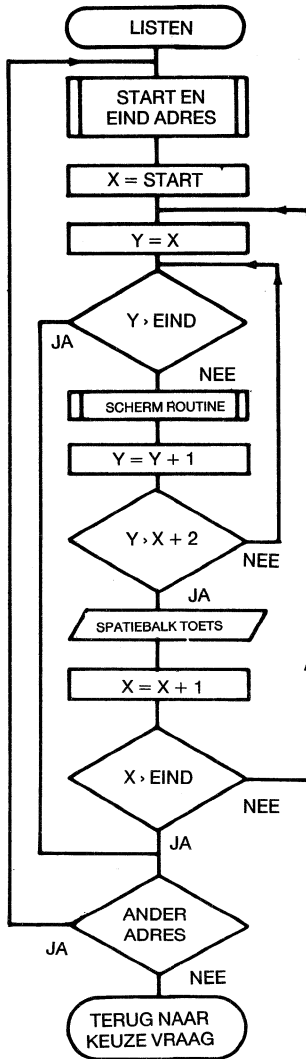 LISTEN
START EN
EIND ADRES
X = START
Y = X
Y > EIND
JA
NEE
SCHERM ROUTINE
Y = Y + 1
Y > X + 2
NEE
JA
SPATIEBALK TOETS
X = X + 1
X > EIND
NEE
JA
ANDER
ADRES
JA
NEE
TERUG NAAR
KEUZE VRAAG